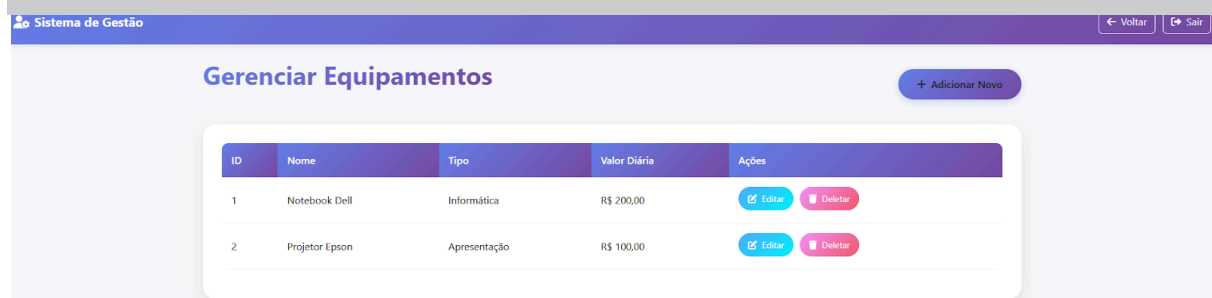 Sistema de Gestão
← Voltar
Sair
Gerenciar Equipamentos
+ Adicionar Novo
ID Nome Tipo Valor Diária Ações
1 Notebook Dell Informática R$ 200,00 Editar Deletar
2 Projetor Epson Apresentação R$ 100,00 Editar Deletar